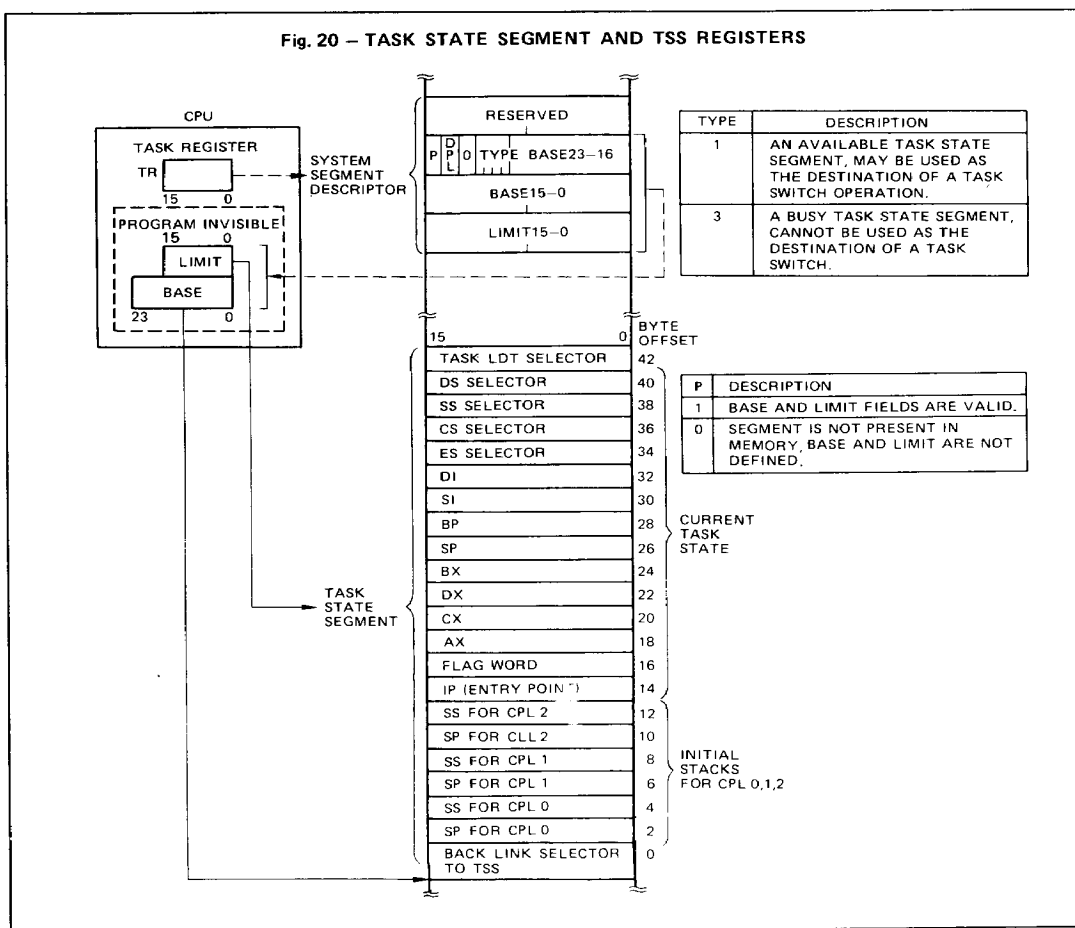 Fig. 20 – TASK STATE SEGMENT AND TSS REGISTERS
CPU
TASK REGISTER
TR
15 0
PROGRAM INVISIBLE
15 0
LIMIT
BASE
23 0
SYSTEM
SEGMENT
DESCRIPTOR
RESERVED
P DPL 0 TYPE BASE23–16
BASE15–0
LIMIT15–0
TYPE DESCRIPTION
1 AN AVAILABLE TASK STATE
SEGMENT, MAY BE USED AS
THE DESTINATION OF A TASK
SWITCH OPERATION.
3 A BUSY TASK STATE SEGMENT,
CANNOT BE USED AS THE
DESTINATION OF A TASK
SWITCH.
15 0 BYTE
OFFSET
TASK LDT SELECTOR 42
DS SELECTOR 40
SS SELECTOR 38
CS SELECTOR 36
ES SELECTOR 34
DI 32
SI 30
BP 28
SP 26
BX 24
DX 22
CX 20
AX 18
FLAG WORD 16
IP (ENTRY POINT) 14
SS FOR CPL 2 12
SP FOR CLL 2 10
SS FOR CPL 1 8
SP FOR CPL 1 6
SS FOR CPL 0 4
SP FOR CPL 0 2
BACK LINK SELECTOR 0
TO TSS
TASK
STATE
SEGMENT
P DESCRIPTION
1 BASE AND LIMIT FIELDS ARE VALID.
0 SEGMENT IS NOT PRESENT IN
MEMORY, BASE AND LIMIT ARE NOT
DEFINED.
CURRENT
TASK
STATE
INITIAL
STACKS
FOR CPL 0,1,2